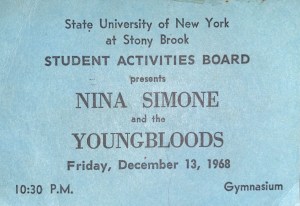 State University of New York
at Stony Brook
STUDENT ACTIVITIES BOARD
presents
NINA SIMONE
and the
YOUNGBLOODS
Friday, December 13, 1968
10:30 P.M. Gymnasium